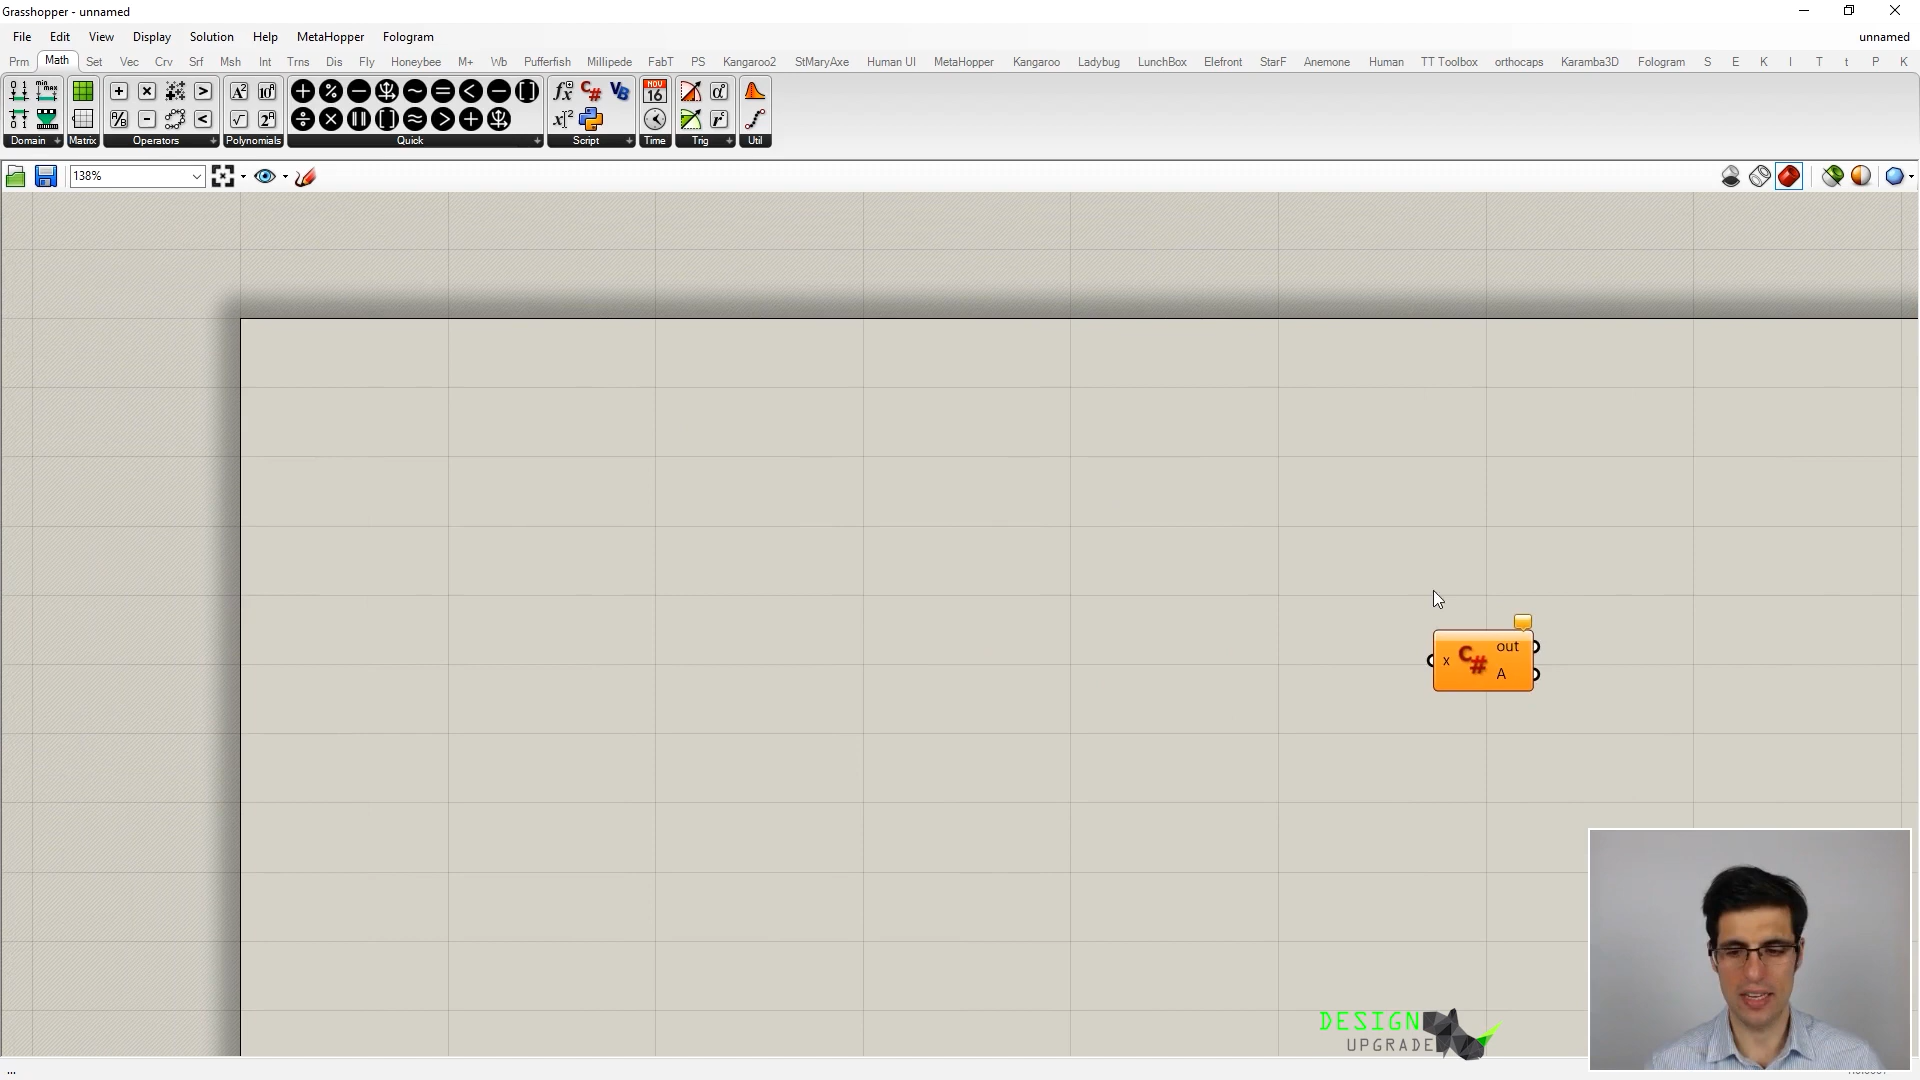 Grasshopper - unnamed
File Edit View Display Solution Help MetaHopper Fologram unnamed
Prm Math Set Vec Crv Srf Msh Int Trns Dis Fly Honeybee M+ Wb Pufferfish Millipede FabT PS Kangaroo2 StMaryAxe Human UI MetaHopper Kangaroo Ladybug LunchBox Elefront StarF Anemone Human TT Toolbox orthocaps Karamba3D Fologram S E K I T t P K
Domain Matrix Operators Polynomials Quick Script Time Trig Util
138%
x C# out
A
DESIGN
UPGRADE
...